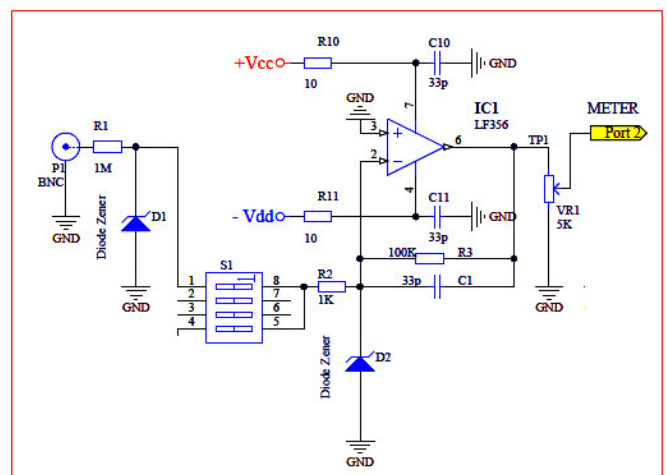 R10
C10
+Vcc
GND
10
33p
GND
IC1
LF356
7
METER
3
6
TP1
Port 2
R1
2
P1
BNC
1M
4
R11
C11
VR1
5K
- Vdd
GND
GND
Diode Zener
D1
10
33p
100K
R3
S1
GND
1
1
8
R2
33p
C1
GND
2
7
3
6
1K
4
5
Diode Zener
D2
GND